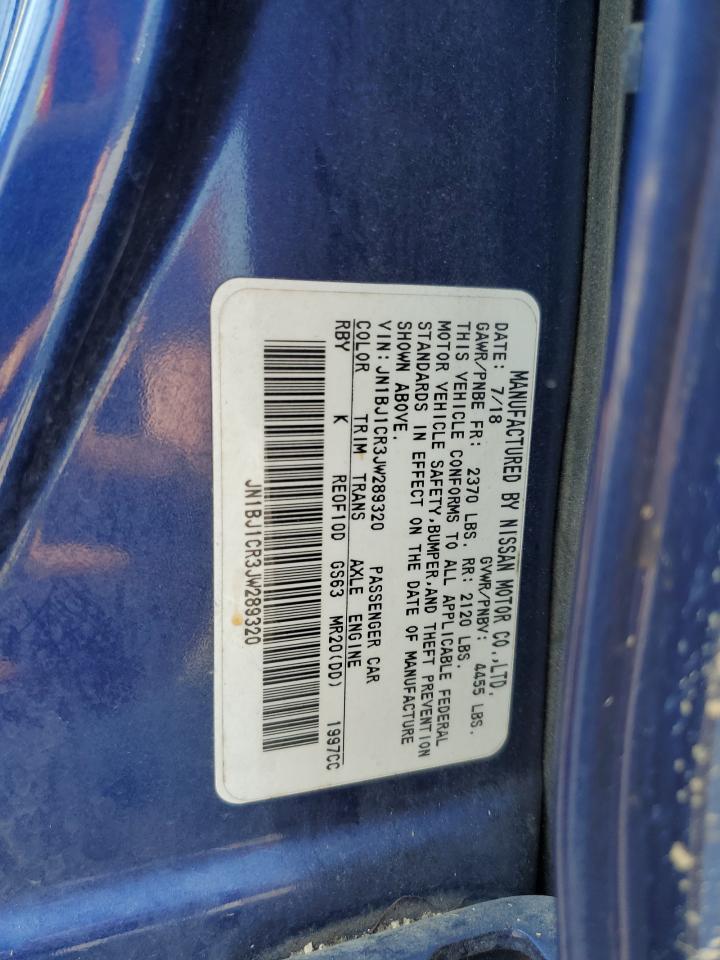 MANUFACTURED BY NISSAN MOTOR CO.,LTD.
DATE: 7/18 GVWR/PNBV: 4455 LBS.
GAWR/PNBE FR: 2370 LBS. RR: 2120 LBS.
THIS VEHICLE CONFORMS TO ALL APPLICABLE FEDERAL
MOTOR VEHICLE SAFETY,BUMPER,AND THEFT PREVENTION
STANDARDS IN EFFECT ON THE DATE OF MANUFACTURE
SHOWN ABOVE.
VIN: JN1BJ1CR3JW289320 PASSENGER CAR
COLOR TRIM TRANS AXLE ENGINE
RBY K RE0F10D GS63 MR20(DD) 1997CC
JN1BJ1CR3JW289320